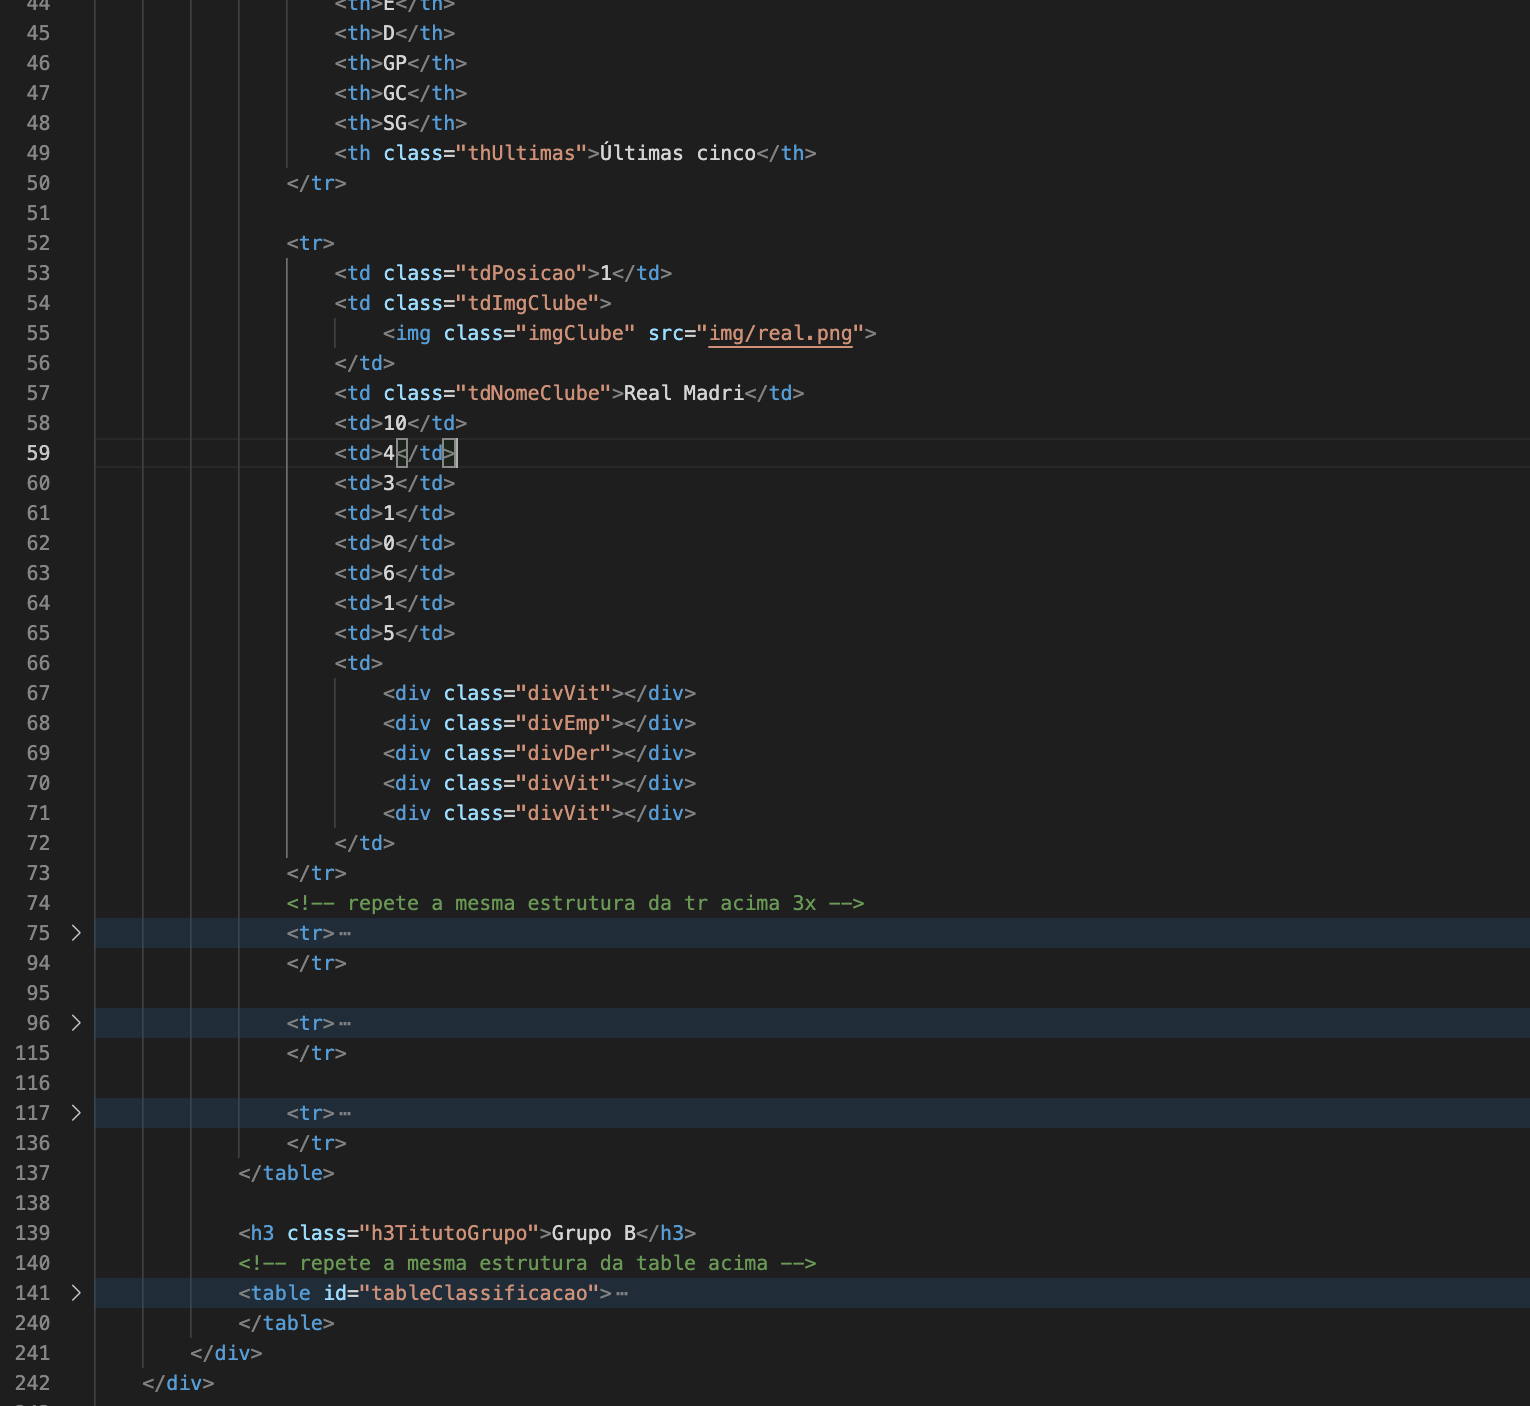 44 <th>E</th>
45 <th>D</th>
46 <th>GP</th>
47 <th>GC</th>
48 <th>SG</th>
49 <th class="thUltimas">Últimas cinco</th>
50 </tr>
51
52 <tr>
53 <td class="tdPosicao">1</td>
54 <td class="tdImgClube">
55 <img class="imgClube" src="img/real.png">
56 </td>
57 <td class="tdNomeClube">Real Madri</td>
58 <td>10</td>
59 <td>4</td>
60 <td>3</td>
61 <td>1</td>
62 <td>0</td>
63 <td>6</td>
64 <td>1</td>
65 <td>5</td>
66 <td>
67 <div class="divVit"></div>
68 <div class="divEmp"></div>
69 <div class="divDer"></div>
70 <div class="divVit"></div>
71 <div class="divVit"></div>
72 </td>
73 </tr>
74 <!-- repete a mesma estrutura da tr acima 3x -->
75 <tr>…
94 </tr>
95
96 <tr>…
115 </tr>
116
117 <tr>…
136 </tr>
137 </table>
138
139 <h3 class="h3TitutoGrupo">Grupo B</h3>
140 <!-- repete a mesma estrutura da table acima -->
141 <table id="tableClassificacao">…
240 </table>
241 </div>
242 </div>